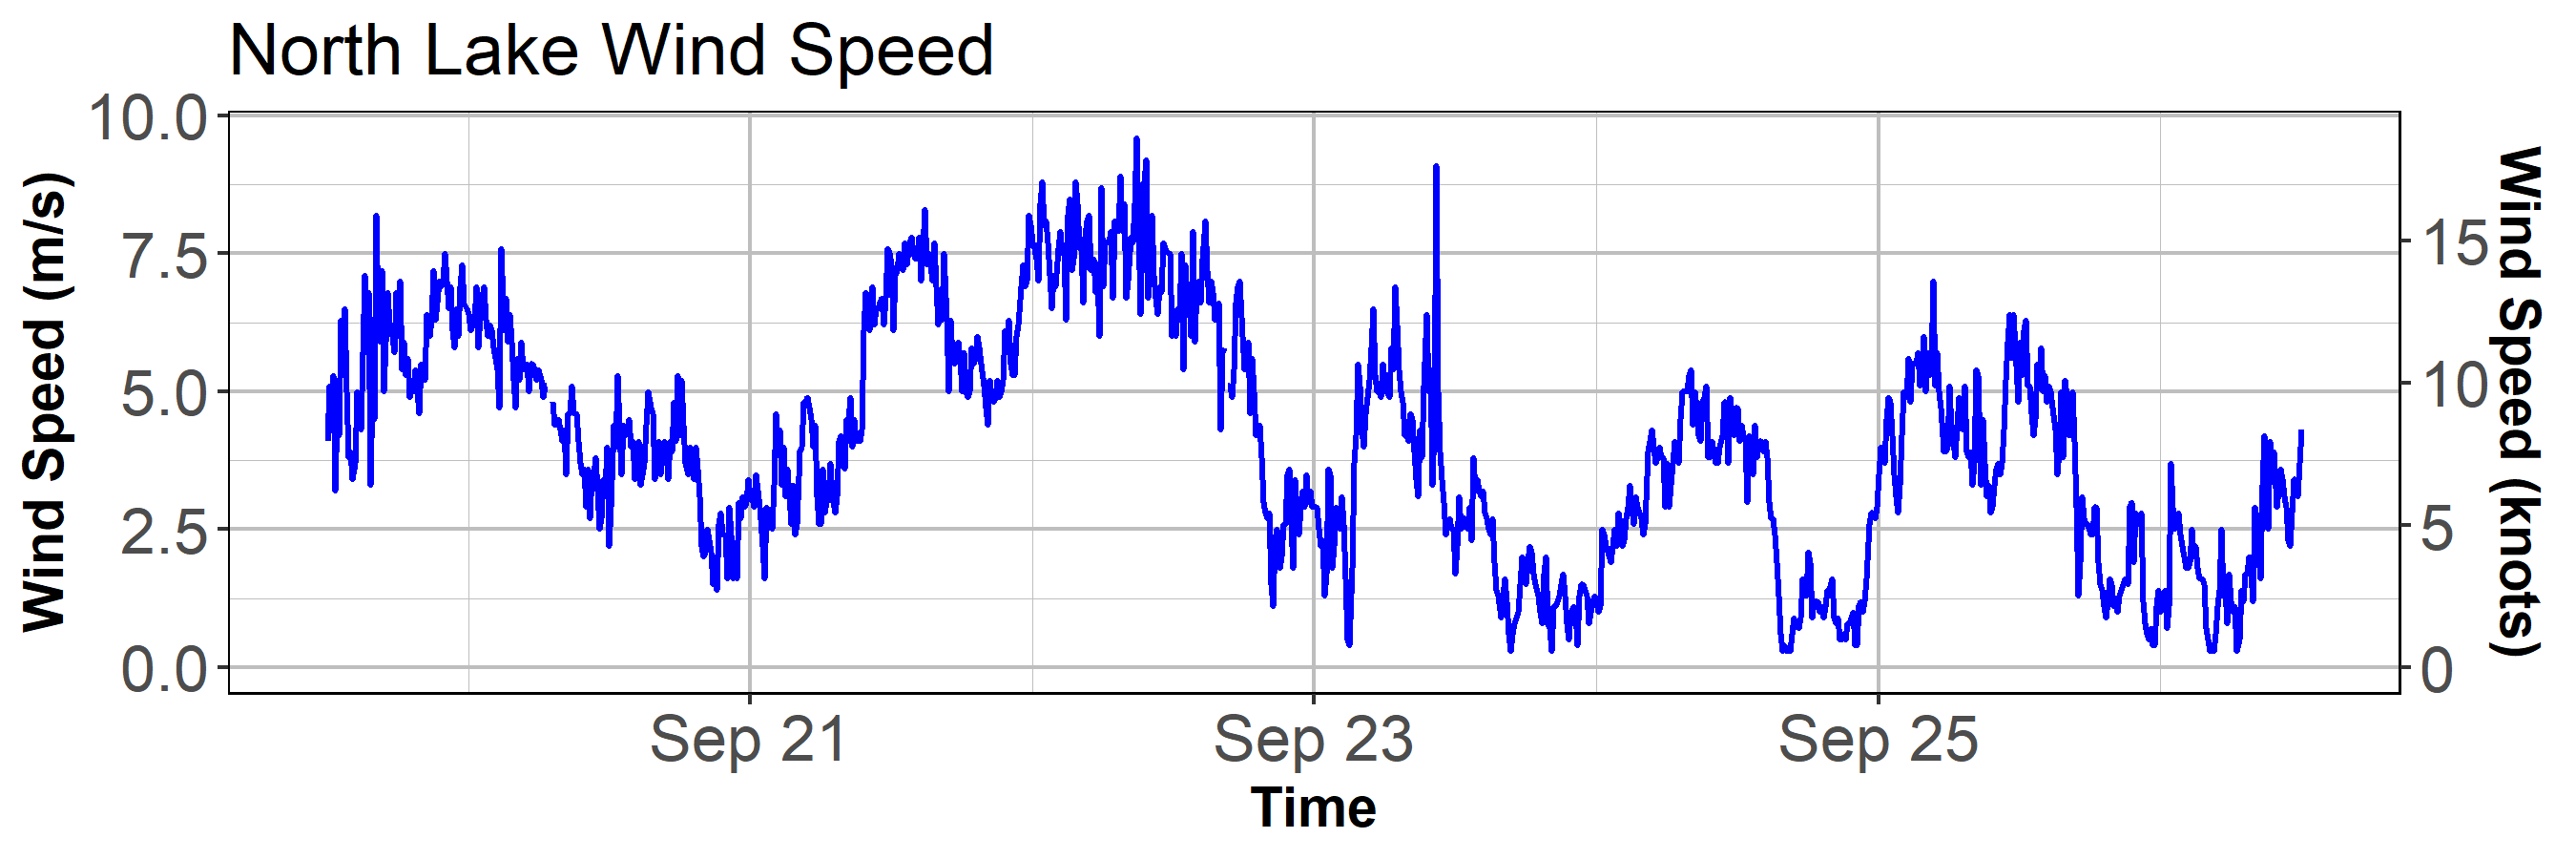 North Lake Wind Speed
10.0
7.5
5.0
2.5
0.0
Wind Speed (m/s)
15
10
5
0
Wind Speed (knots)
Sep 21
Sep 23
Sep 25
Time